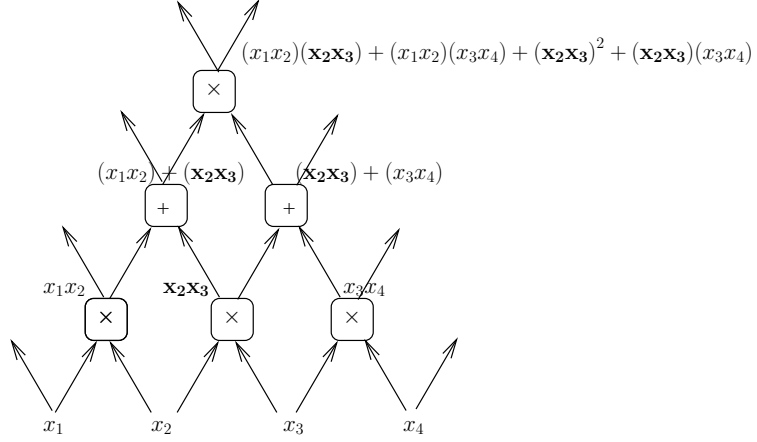 (x₁x₂)(𝐱₂𝐱₃) + (x₁x₂)(x₃x₄) + (𝐱₂𝐱₃)² + (𝐱₂𝐱₃)(x₃x₄)
×
(x₁x₂) + (𝐱₂𝐱₃) (𝐱₂𝐱₃) + (x₃x₄)
+ +
x₁x₂ 𝐱₂𝐱₃ x₃x₄
× × ×
x₁ x₂ x₃ x₄